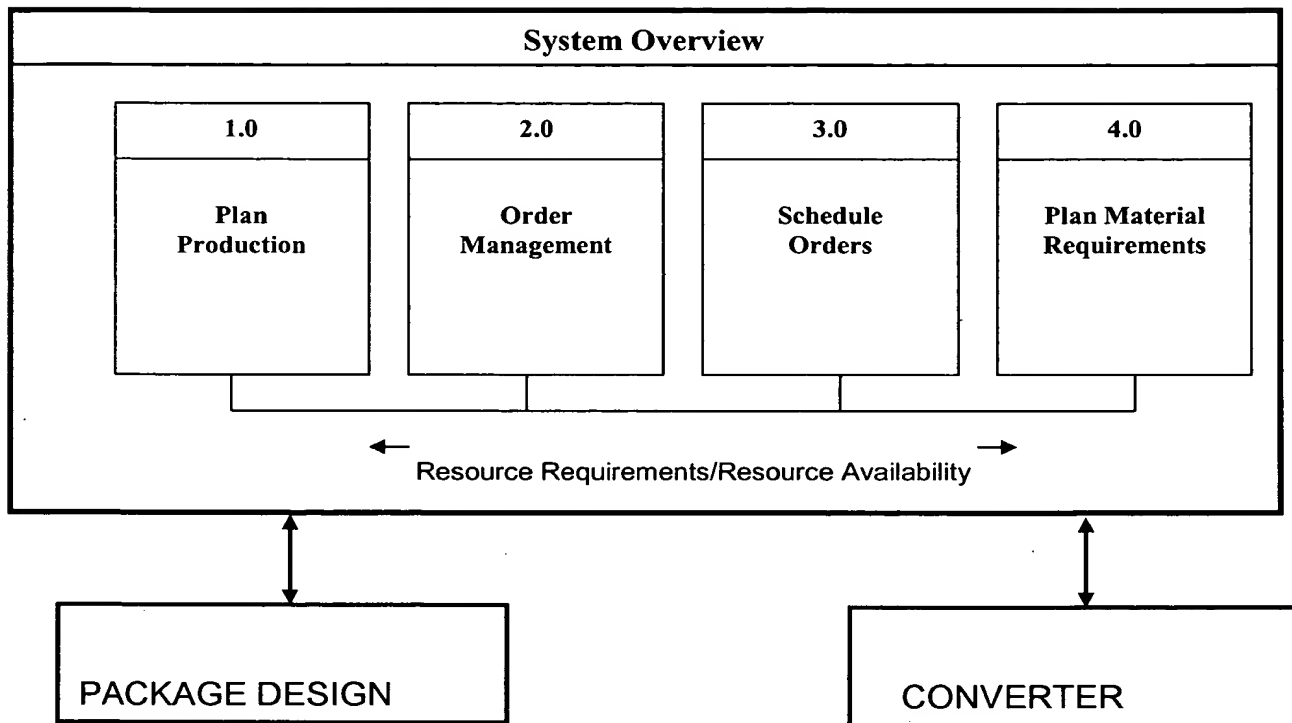 System Overview
1.0
2.0
3.0
4.0
Plan
Production
Order
Management
Schedule
Orders
Plan Material
Requirements
Resource Requirements/Resource Availability
PACKAGE DESIGN
CONVERTER